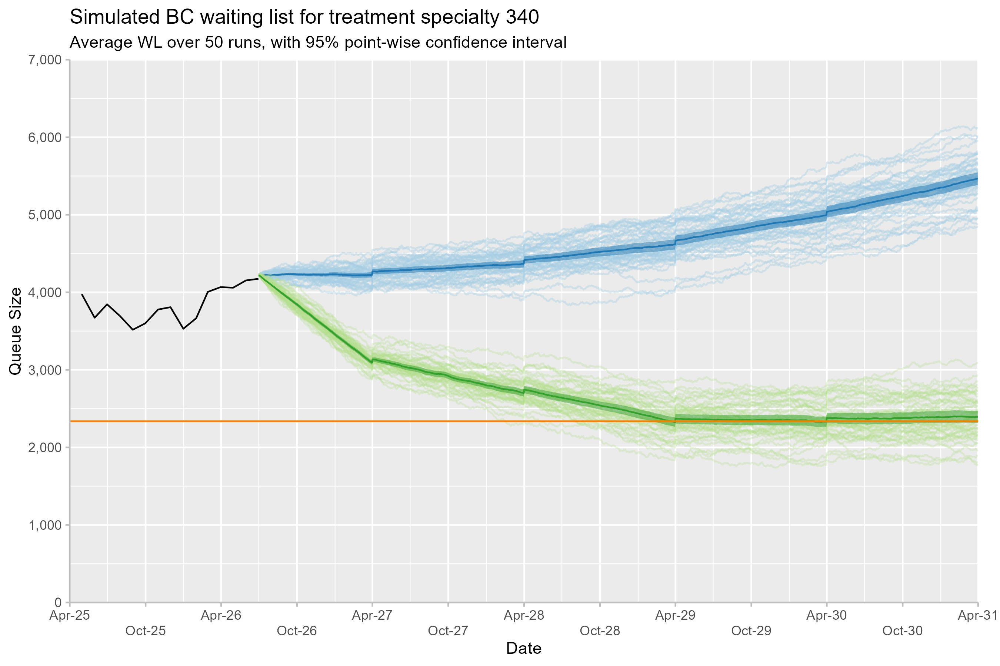 Simulated BC waiting list for treatment specialty 340
Average WL over 50 runs, with 95% point-wise confidence interval
7,000
6,000
5,000
4,000
3,000
2,000
1,000
0
Queue Size
Apr-25
Apr-26
Apr-27
Apr-28
Apr-29
Apr-30
Apr-31
Oct-25
Oct-26
Oct-27
Oct-28
Oct-29
Oct-30
Date